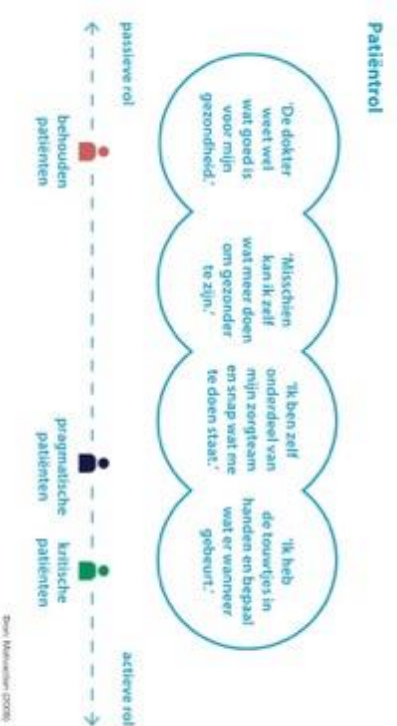 Patiëntrol
'De dokter
weet wel
wat goed is
voor mijn
gezondheid.'
'Misschien
kan ik zelf
wat meer doen
om gezonder
te zijn.'
'Ik ben zelf
onderdeel van
mijn zorgteam
en snap wat me
te doen staat.'
'Ik heb
de touwtjes in
handen en bepaal
wat er wanneer
gebeurt.'
passieve rol
actieve rol
behouden
patiënten
pragmatische
patiënten
kritische
patiënten